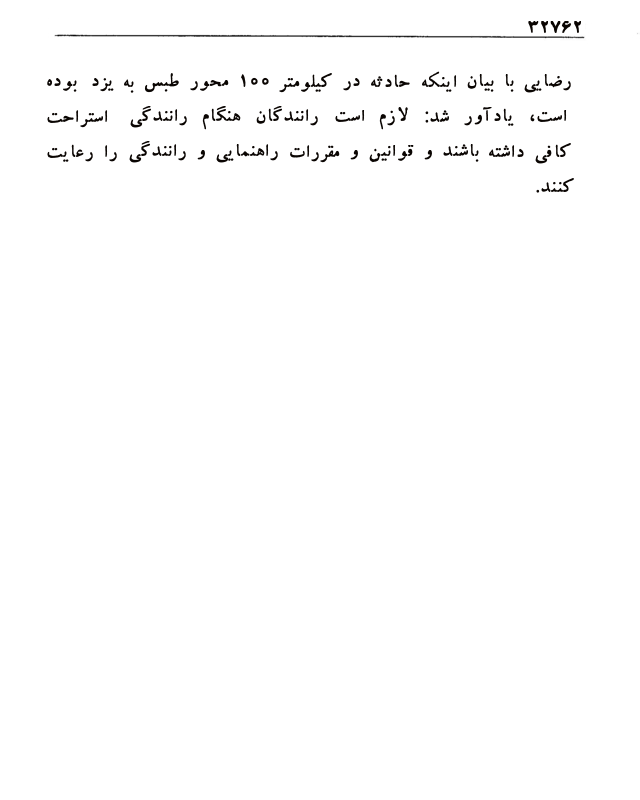 ۳۲۷۶۲
رضایی با بیان اینکه حادثه در کیلومتر ۱۰۰ محور طبس به یزد بوده
است، یادآور شد: لازم است رانندگان هنگام رانندگی استراحت
کافی داشته باشند و قوانین و مقررات راهنمایی و رانندگی را رعایت
کنند.